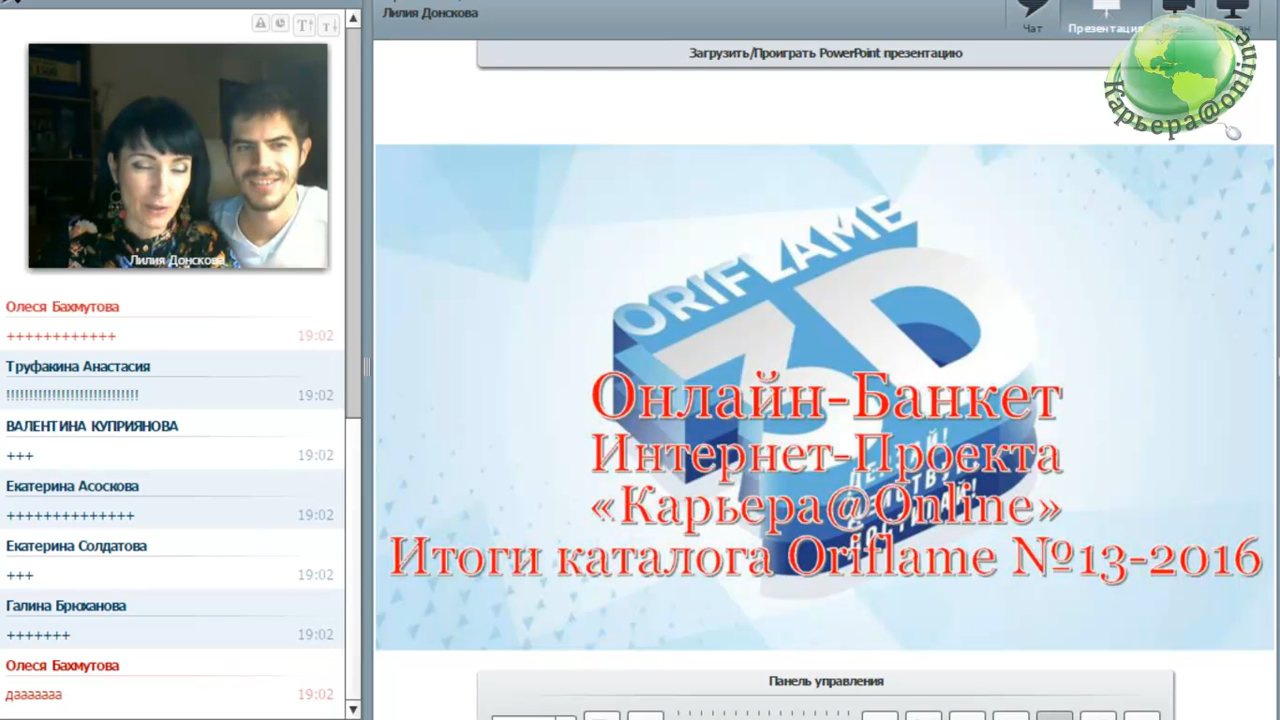 Лилия Донскова
Олеся Бахмутова
++++++++++++ 19:02
Труфакина Анастасия
!!!!!!!!!!!!!!!!!!!!!!!!!!!!! 19:02
ВАЛЕНТИНА КУПРИЯНОВА
+++ 19:02
Екатерина Асоскова
++++++++++++++ 19:02
Екатерина Солдатова
+++ 19:02
Галина Брюханова
+++++++ 19:02
Олеся Бахмутова
даааааааа 19:02
Лилия Донскова
Чат
Презентация
Загрузить/Проиграть PowerPoint презентацию
Карьера@online
ORIFLAME
3D
Онлайн-Банкет
Интернет-Проекта
«Карьера@Online»
Итоги каталога Oriflame №13-2016
Панель управления